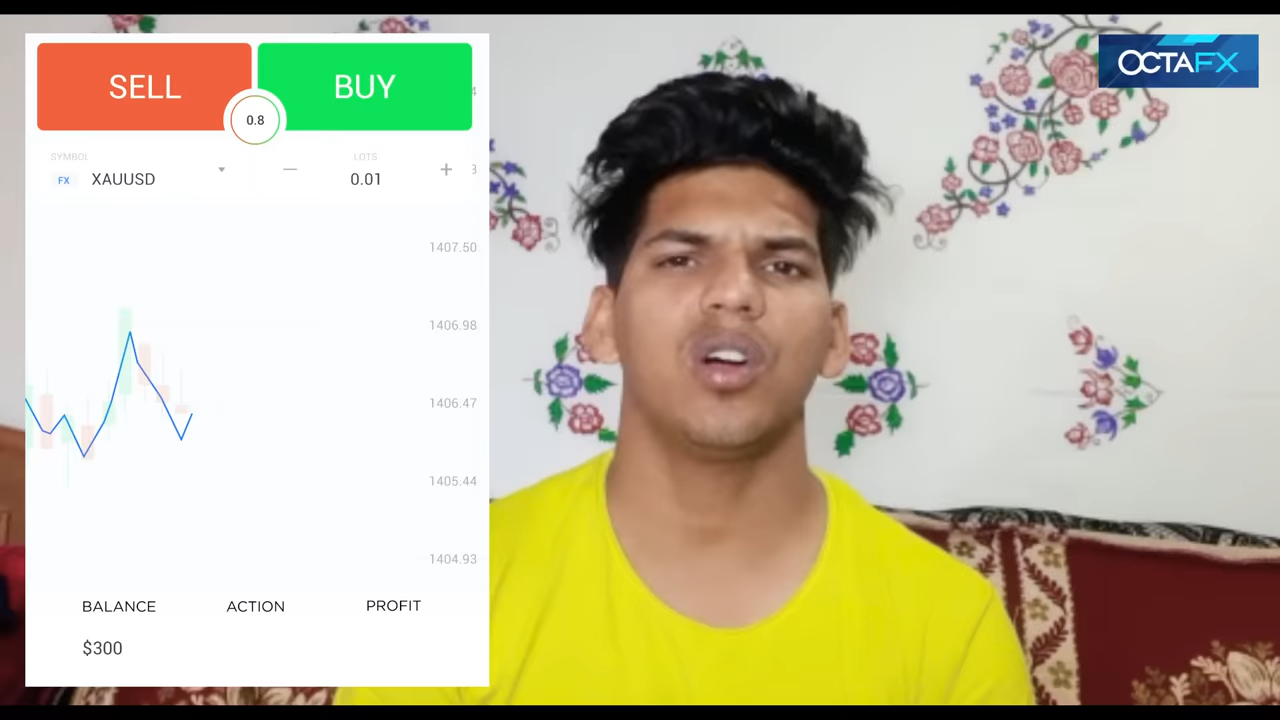 OCTAFX
SELL
BUY
0.8
SYMBOL
LOTS
FX
XAUUSD
0.01
1407.50
1406.98
1406.47
1405.44
1404.93
BALANCE
ACTION
PROFIT
$300